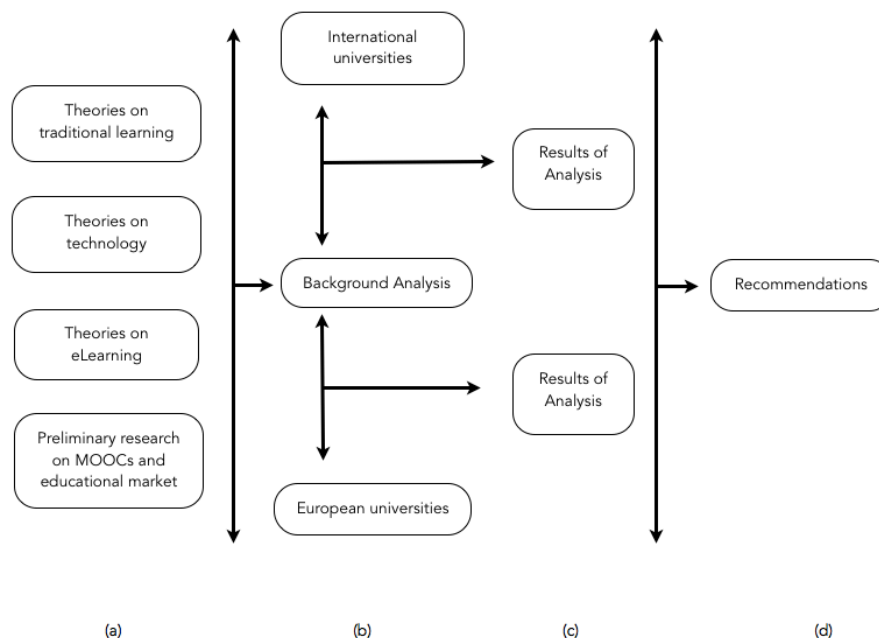 International
universities
Theories on
traditional learning
Results of
Analysis
Theories on
technology
Background Analysis
Recommendations
Theories on
eLearning
Results of
Analysis
Preliminary research
on MOOCs and
educational market
European universities
(a)
(b)
(c)
(d)